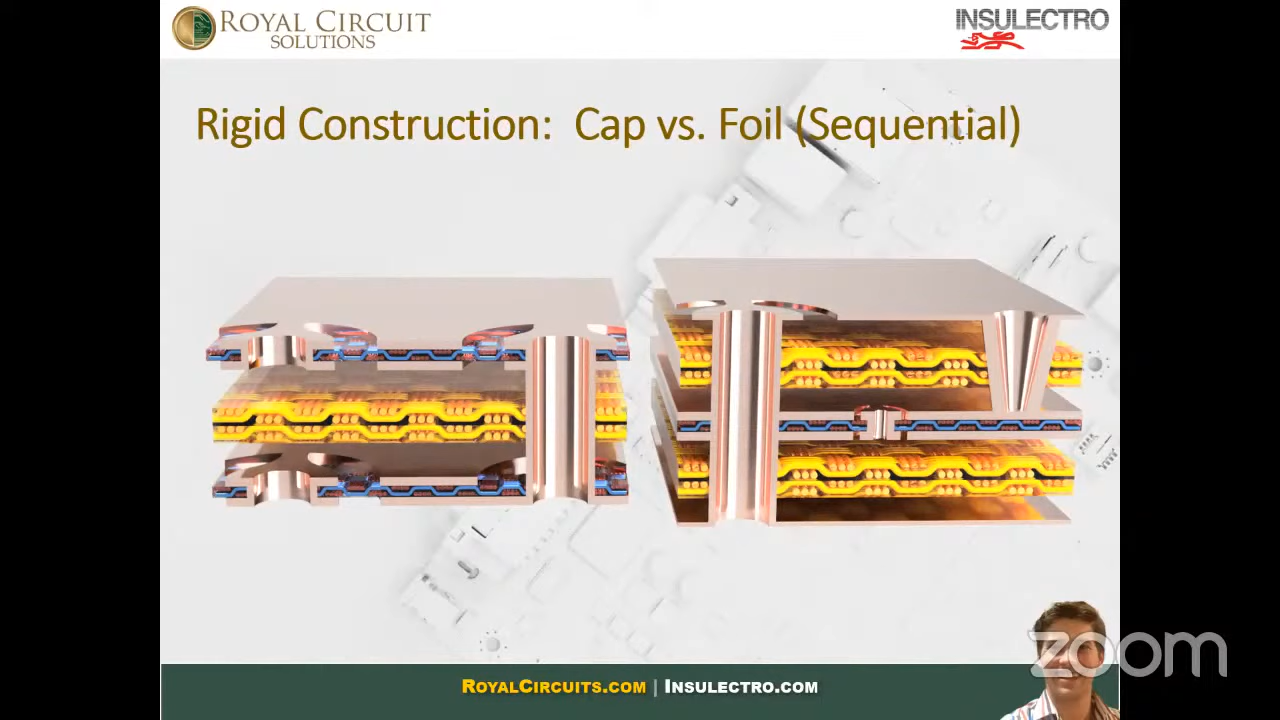 ROYAL CIRCUIT
SOLUTIONS
INSULECTRO
Rigid Construction: Cap vs. Foil (Sequential)
zoom
ROYALCIRCUITS.COM | INSULECTRO.COM